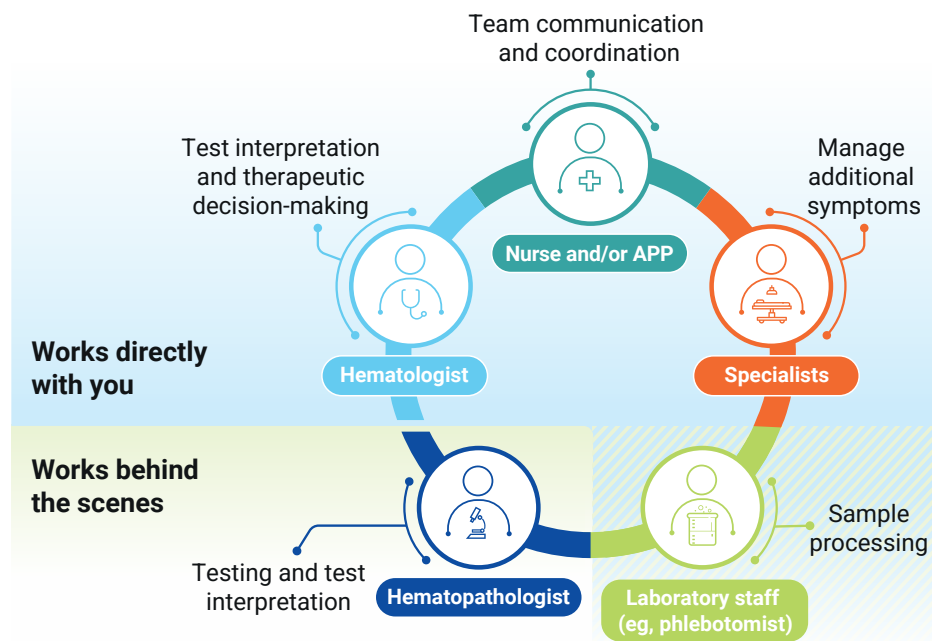 Team communication
and coordination
Test interpretation
and therapeutic
decision-making
Manage
additional
symptoms
Nurse and/or APP
Works directly
with you
Hematologist
Specialists
Works behind
the scenes
Sample
processing
Testing and test
interpretation
Hematopathologist
Laboratory staff
(eg, phlebotomist)